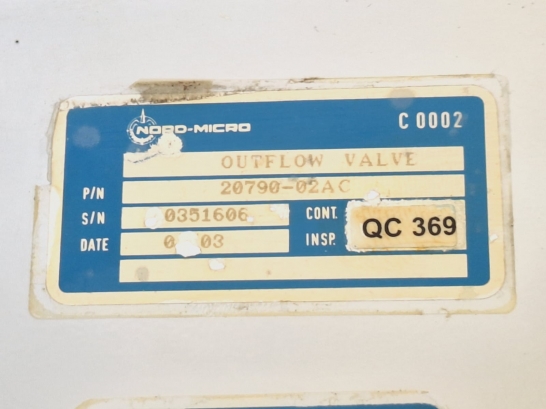 NORD-MICRO
C 0002
OUTFLOW VALVE
P/N 20790-02AC
S/N 0351606 CONT.
DATE 03 INSP. QC 369